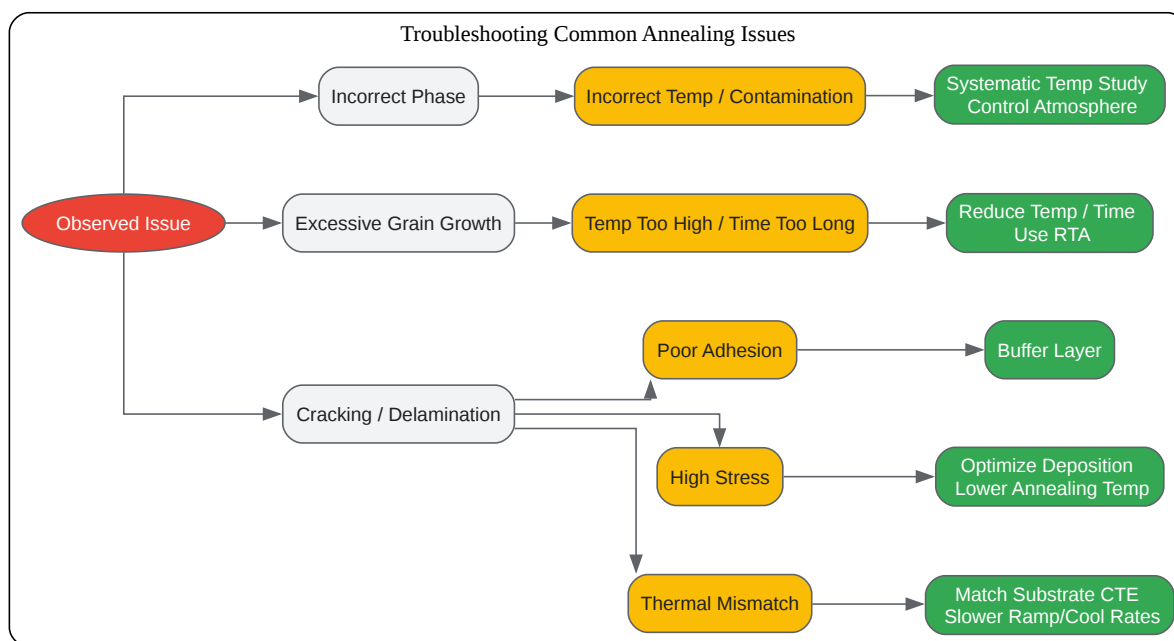 Troubleshooting Common Annealing Issues
Incorrect Phase
Incorrect Temp / Contamination
Systematic Temp Study
Control Atmosphere
Observed Issue
Excessive Grain Growth
Temp Too High / Time Too Long
Reduce Temp / Time
Use RTA
Poor Adhesion
Buffer Layer
Cracking / Delamination
High Stress
Optimize Deposition
Lower Annealing Temp
Thermal Mismatch
Match Substrate CTE
Slower Ramp/Cool Rates